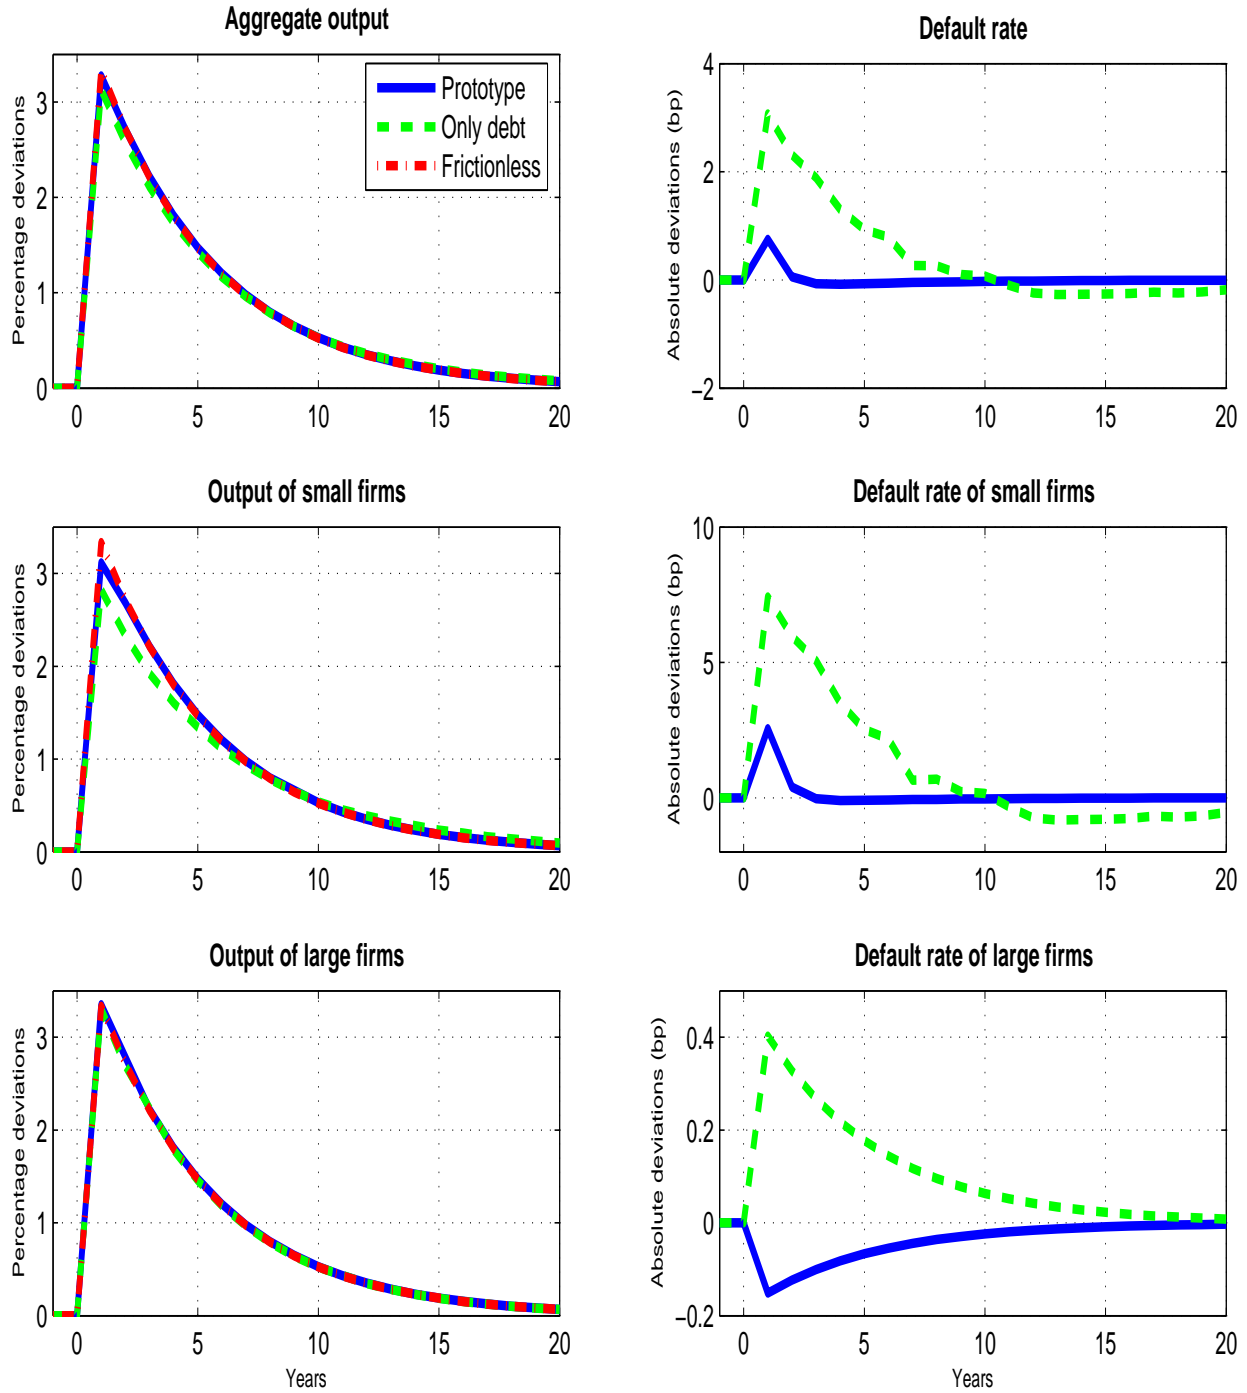 Aggregate output
Percentage deviations
3
2
1
0
0 5 10 15 20
Prototype
Only debt
Frictionless
Default rate
Absolute deviations (bp)
4
2
0
−2
0 5 10 15 20
Output of small firms
Percentage deviations
3
2
1
0
0 5 10 15 20
Default rate of small firms
Absolute deviations (bp)
10
5
0
0 5 10 15 20
Output of large firms
Percentage deviations
3
2
1
0
0 5 10 15 20
Years
Default rate of large firms
Absolute deviations (bp)
0.4
0.2
0
−0.2
0 5 10 15 20
Years